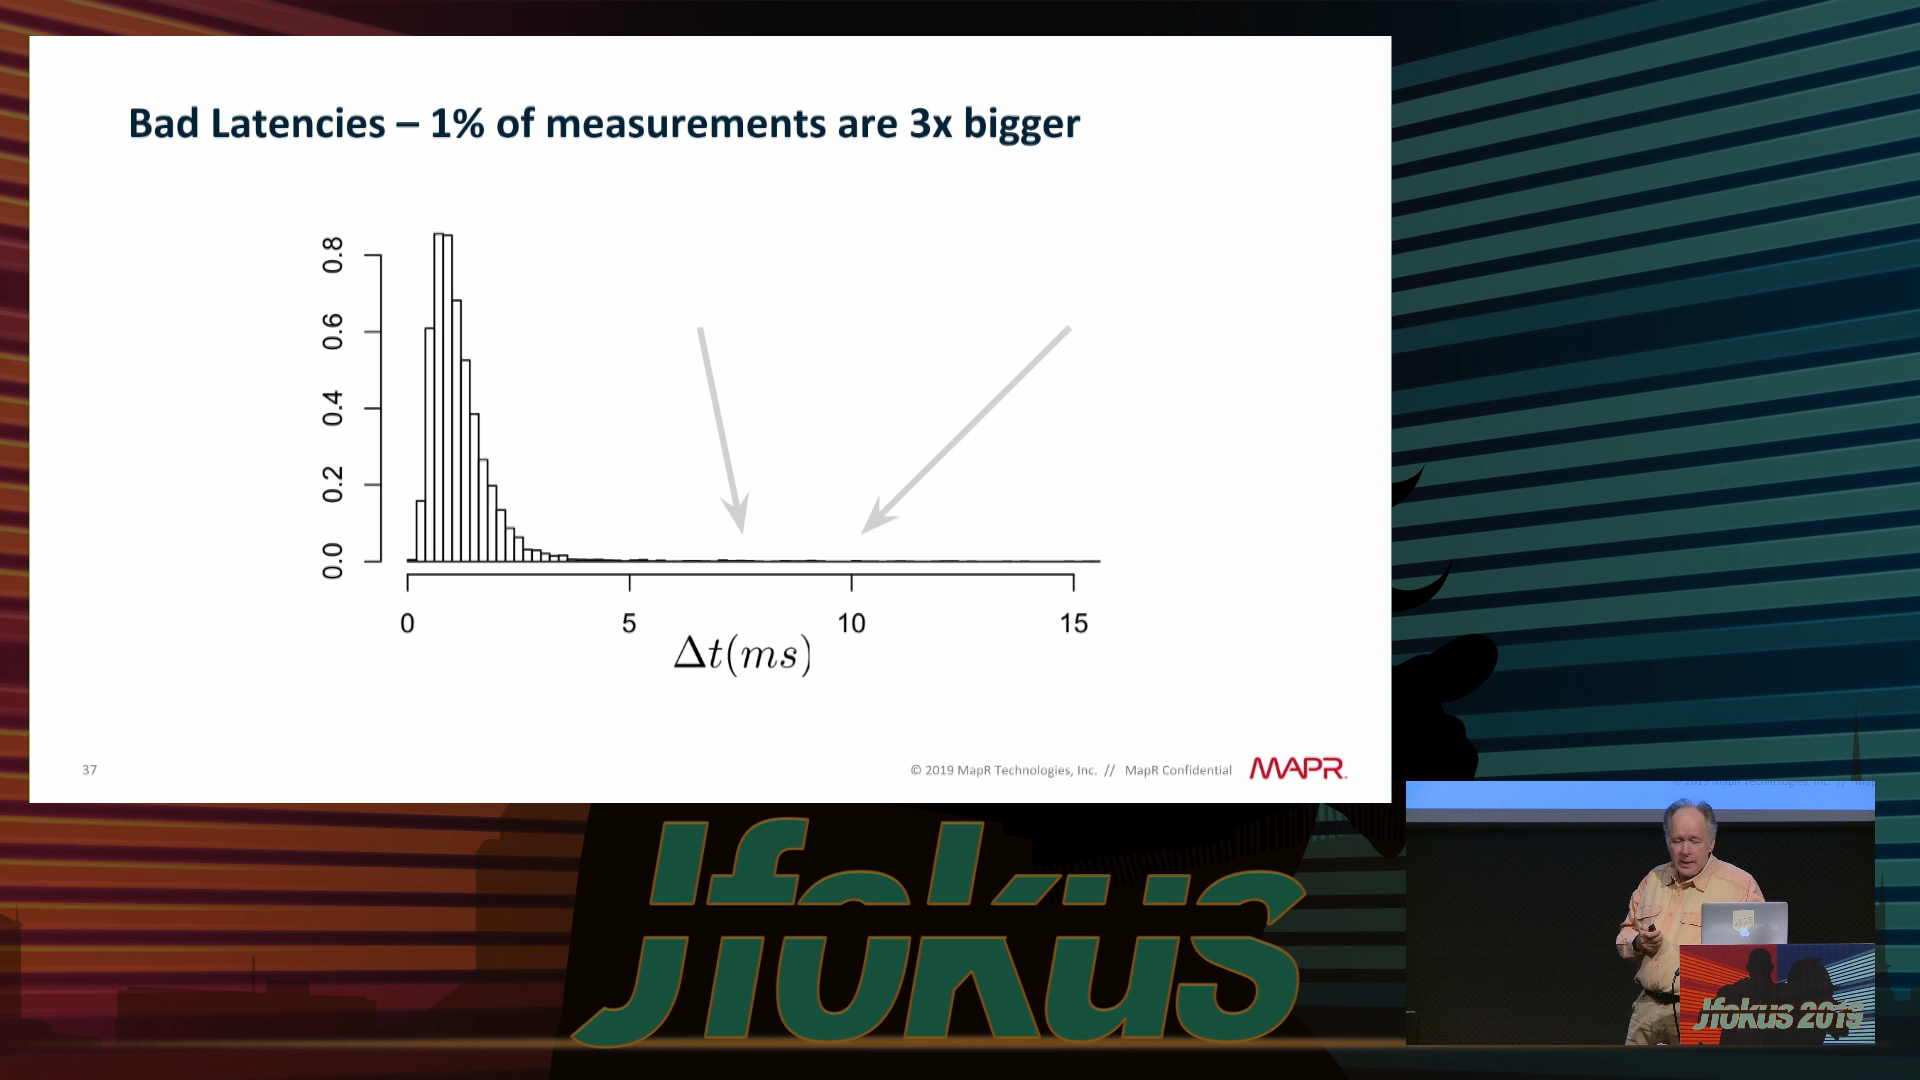 Bad Latencies – 1% of measurements are 3x bigger
0.8
0.6
0.4
0.2
0.0
0 5 10 15
Δt(ms)
37
© 2019 MapR Technologies, Inc. // MapR Confidential
MAPR
Jfokus
Jfokus 2019